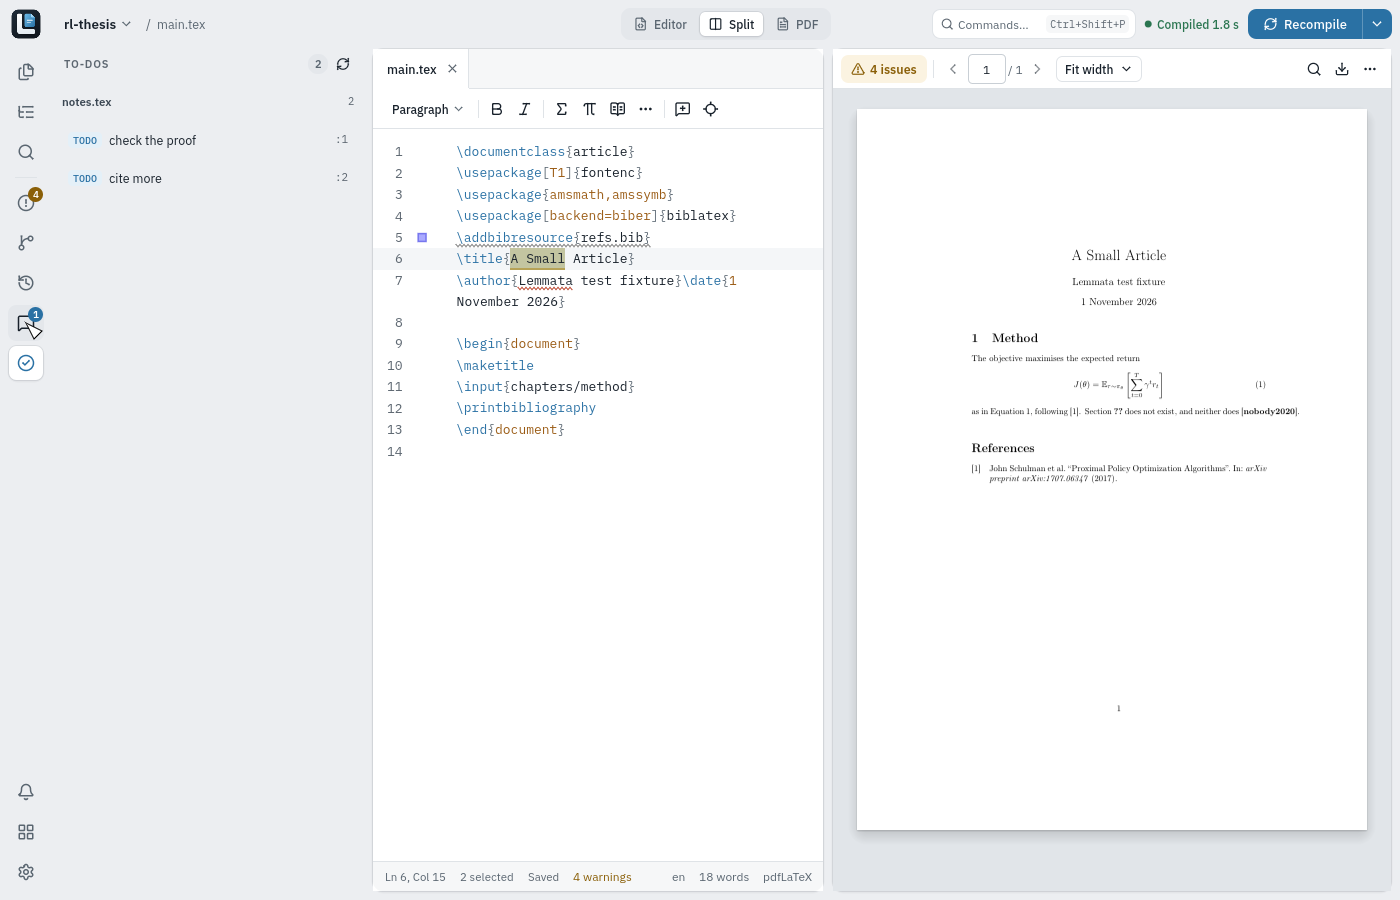 rl-thesis / main.tex
Editor Split PDF
Commands... Ctrl+Shift+P
Compiled 1.8 s
Recompile
TO-DOS 2
notes.tex 2
TODO check the proof :1
TODO cite more :2
4
1
main.tex
Paragraph
1 \documentclass{article}
2 \usepackage[T1]{fontenc}
3 \usepackage{amsmath,amssymb}
4 \usepackage[backend=biber]{biblatex}
5 \addbibresource{refs.bib}
6 \title{A Small Article}
7 \author{Lemmata test fixture}\date{1
November 2026}
8
9 \begin{document}
10 \maketitle
11 \input{chapters/method}
12 \printbibliography
13 \end{document}
14
Ln 6, Col 15 2 selected Saved 4 warnings en 18 words pdfLaTeX
4 issues 1 / 1 Fit width
A Small Article
Lemmata test fixture
1 November 2026
1 Method
The objective maximises the expected return
J(θ) = 𝔼τ∼πθ [∑t=0T γtrt] (1)
as in Equation 1, following [1]. Section ?? does not exist, and neither does [nobody2020].
References
[1] John Schulman et al. “Proximal Policy Optimization Algorithms”. In: arXiv
preprint arXiv:1707.06347 (2017).
1